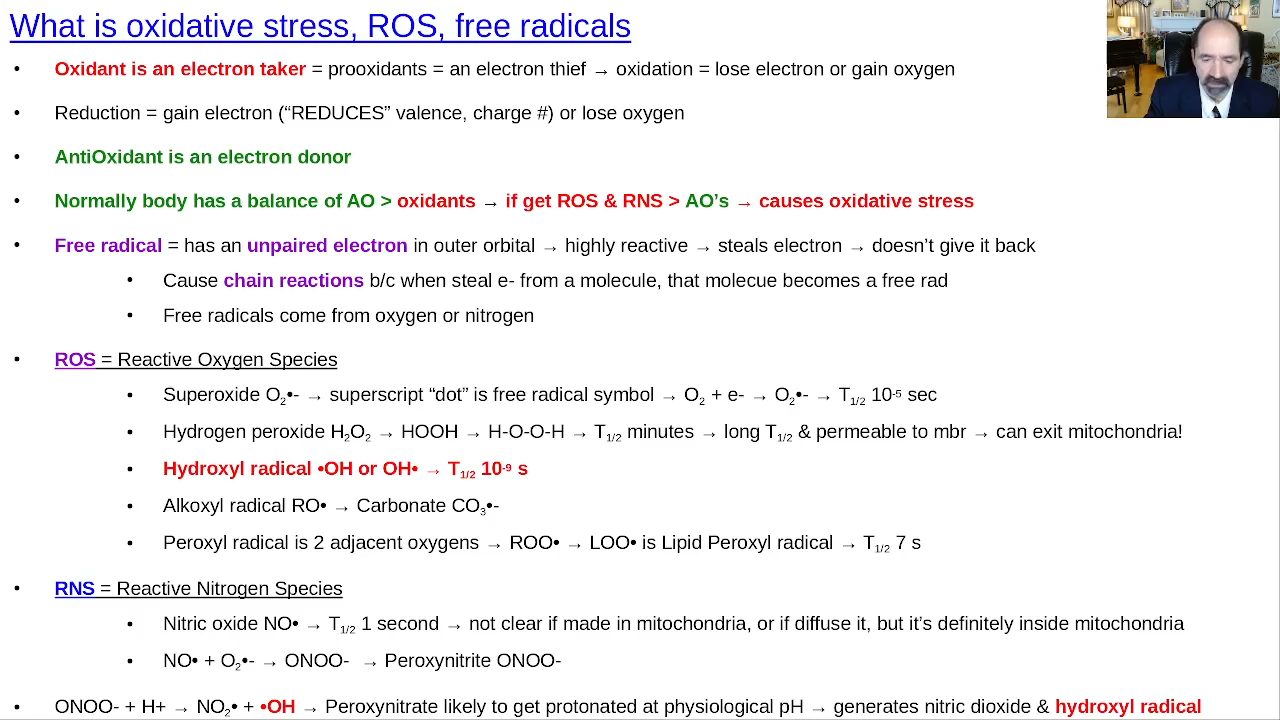 What is oxidative stress, ROS, free radicals
• Oxidant is an electron taker = prooxidants = an electron thief → oxidation = lose electron or gain oxygen
• Reduction = gain electron (“REDUCES” valence, charge #) or lose oxygen
• AntiOxidant is an electron donor
• Normally body has a balance of AO > oxidants → if get ROS & RNS > AO’s → causes oxidative stress
• Free radical = has an unpaired electron in outer orbital → highly reactive → steals electron → doesn’t give it back
• Cause chain reactions b/c when steal e- from a molecule, that molecue becomes a free rad
• Free radicals come from oxygen or nitrogen
• ROS = Reactive Oxygen Species
• Superoxide O₂•- → superscript “dot” is free radical symbol → O₂ + e- → O₂•- → T1/2 10⁻⁵ sec
• Hydrogen peroxide H₂O₂ → HOOH → H-O-O-H → T1/2 minutes → long T1/2 & permeable to mbr → can exit mitochondria!
• Hydroxyl radical •OH or OH• → T1/2 10⁻⁹ s
• Alkoxyl radical RO• → Carbonate CO₃•-
• Peroxyl radical is 2 adjacent oxygens → ROO• → LOO• is Lipid Peroxyl radical → T1/2 7 s
• RNS = Reactive Nitrogen Species
• Nitric oxide NO• → T1/2 1 second → not clear if made in mitochondria, or if diffuse it, but it’s definitely inside mitochondria
• NO• + O₂•- → ONOO- → Peroxynitrite ONOO-
• ONOO- + H+ → NO₂• + •OH → Peroxynitrate likely to get protonated at physiological pH → generates nitric dioxide & hydroxyl radical